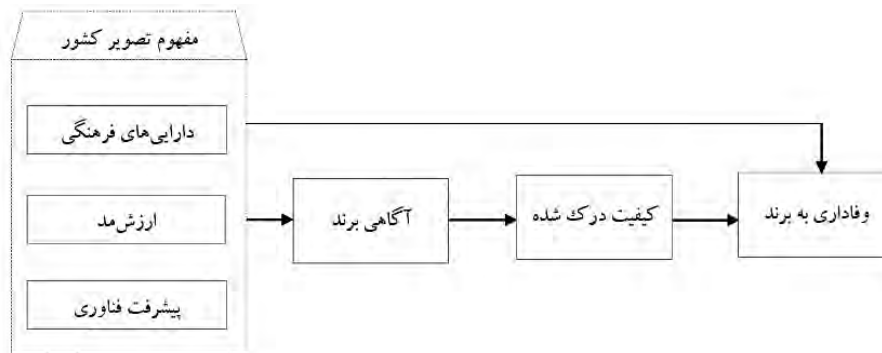 مفهوم تصویر کشور
دارایی‌های فرهنگی
ارزش‌مد
پیشرفت فناوری
آگاهی برند
کیفیت درک شده
وفاداری به برند